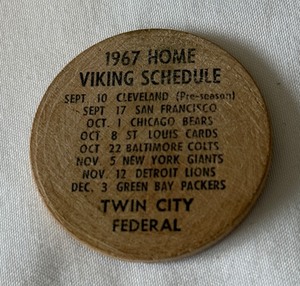 1967 HOME
VIKING SCHEDULE
SEPT 10 CLEVELAND (Pre-season)
SEPT 17 SAN FRANCISCO
OCT. 1 CHICAGO BEARS
OCT 8 ST LOUIS CARDS
OCT 22 BALTIMORE COLTS
NOV. 5 NEW YORK GIANTS
NOV. 12 DETROIT LIONS
DEC. 3 GREEN BAY PACKERS
TWIN CITY
FEDERAL